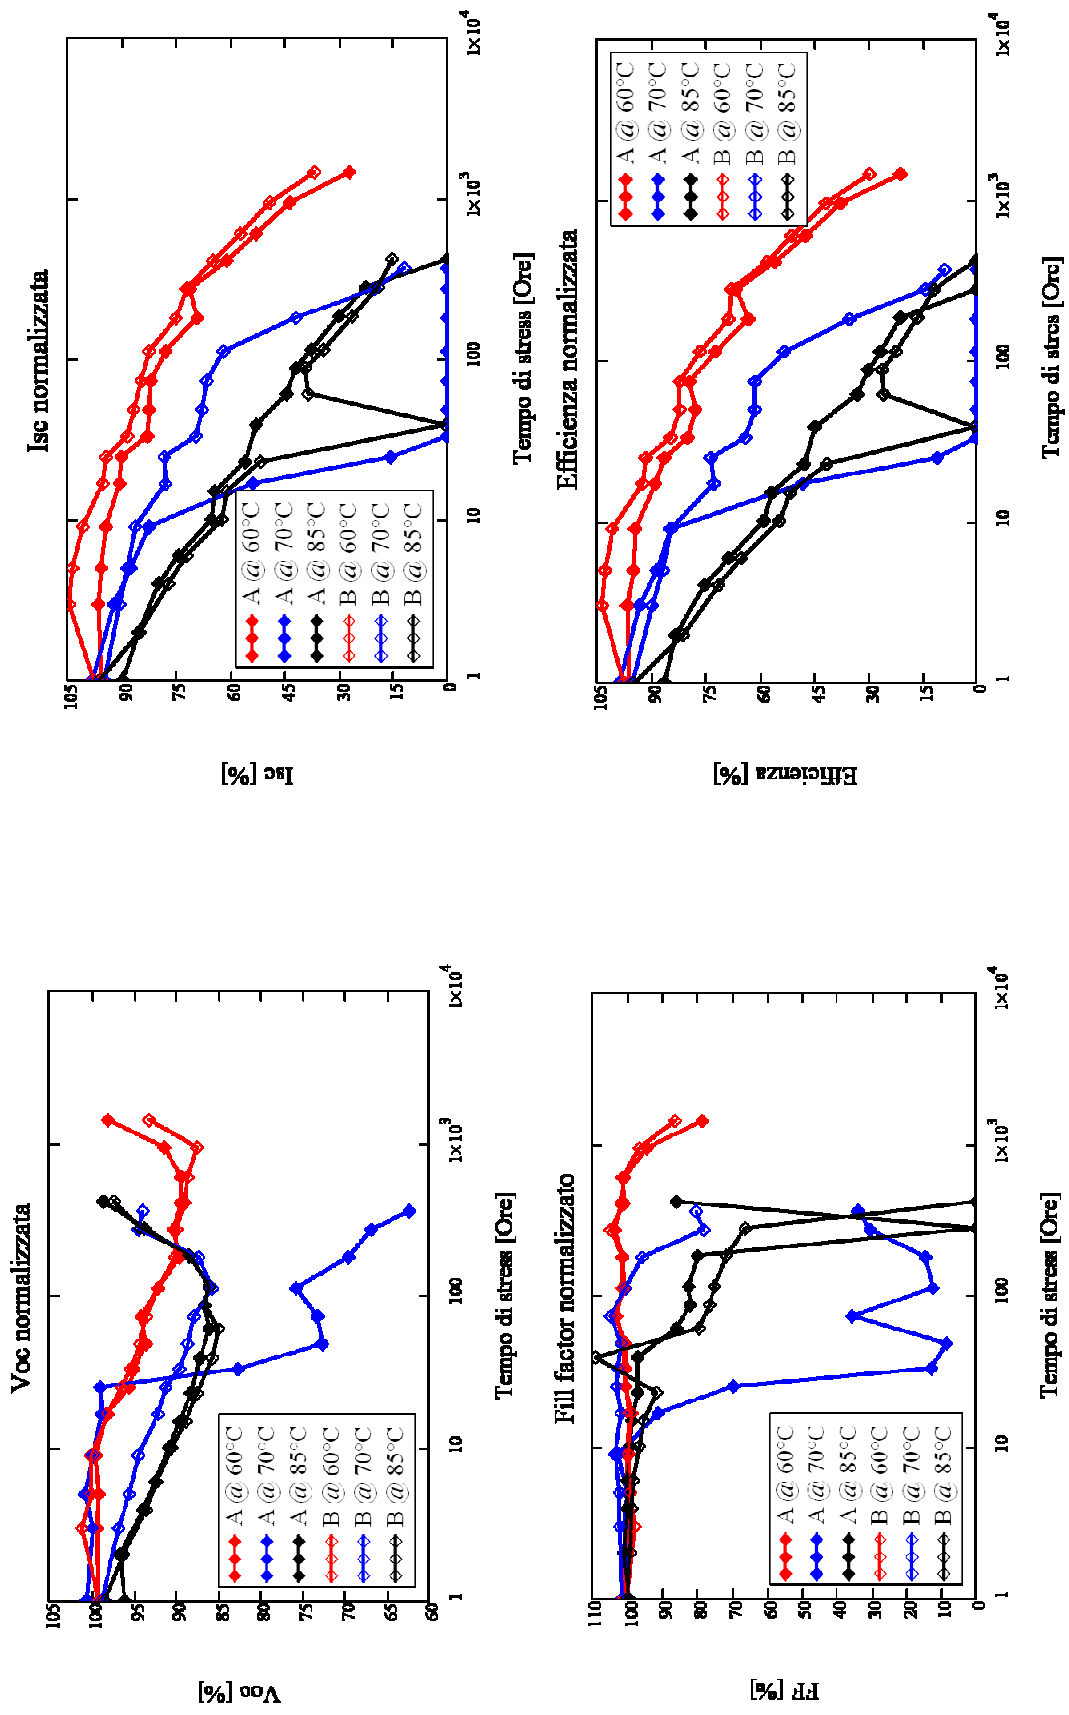 Voc normalizzata
Voc [%]
105
100
95
90
85
80
75
70
65
60
A @ 60°C
A @ 70°C
A @ 85°C
B @ 60°C
B @ 70°C
B @ 85°C
1
10
100
1×10³
1×10⁴
Tempo di stress [Ore]
Isc normalizzata
Isc [%]
105
90
75
60
45
30
15
0
A @ 60°C
A @ 70°C
A @ 85°C
B @ 60°C
B @ 70°C
B @ 85°C
1
10
100
1×10³
1×10⁴
Tempo di stress [Ore]
Fill factor normalizzato
FF [%]
110
100
90
80
70
60
50
40
30
20
10
0
A @ 60°C
A @ 70°C
A @ 85°C
B @ 60°C
B @ 70°C
B @ 85°C
1
10
100
1×10³
1×10⁴
Tempo di stress [Ore]
Efficienza normalizzata
Efficienza [%]
105
90
75
60
45
30
15
0
A @ 60°C
A @ 70°C
A @ 85°C
B @ 60°C
B @ 70°C
B @ 85°C
1
10
100
1×10³
1×10⁴
Tempo di stres [Ore]